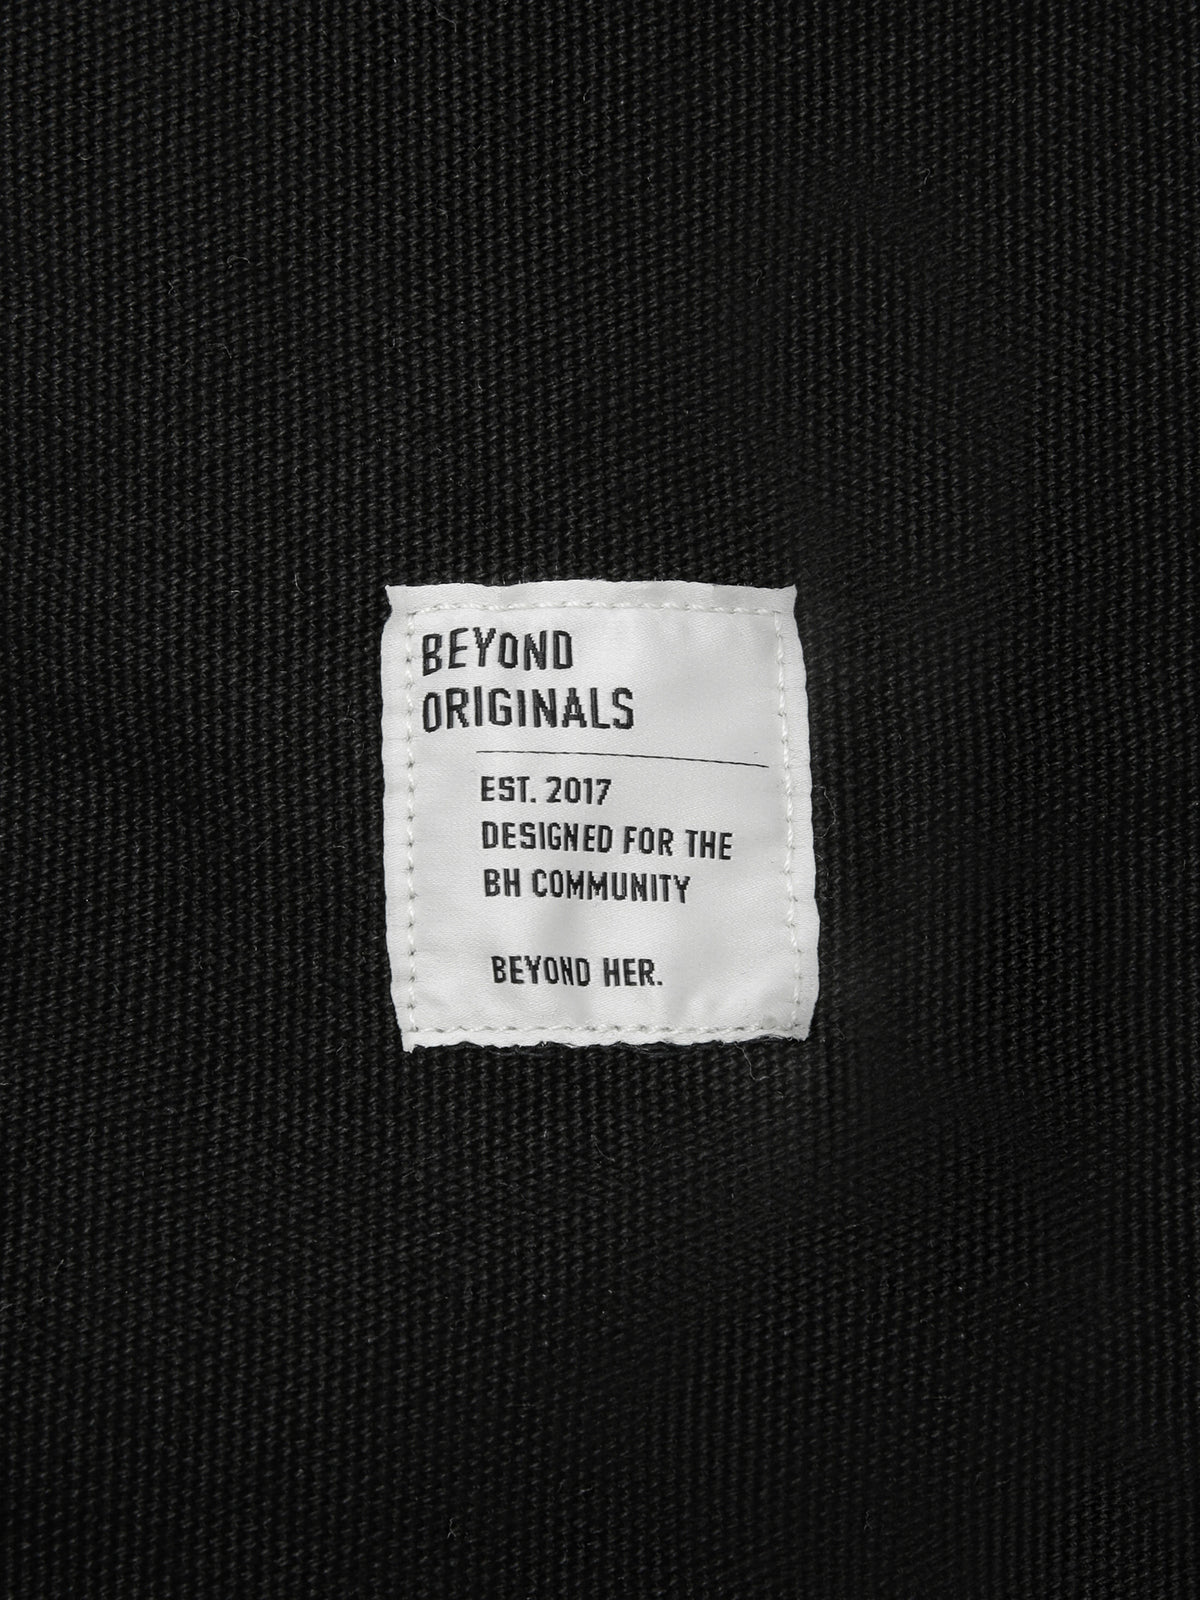 BEYOND
ORIGINALS
EST. 2017
DESIGNED FOR THE
BH COMMUNITY
BEYOND HER.